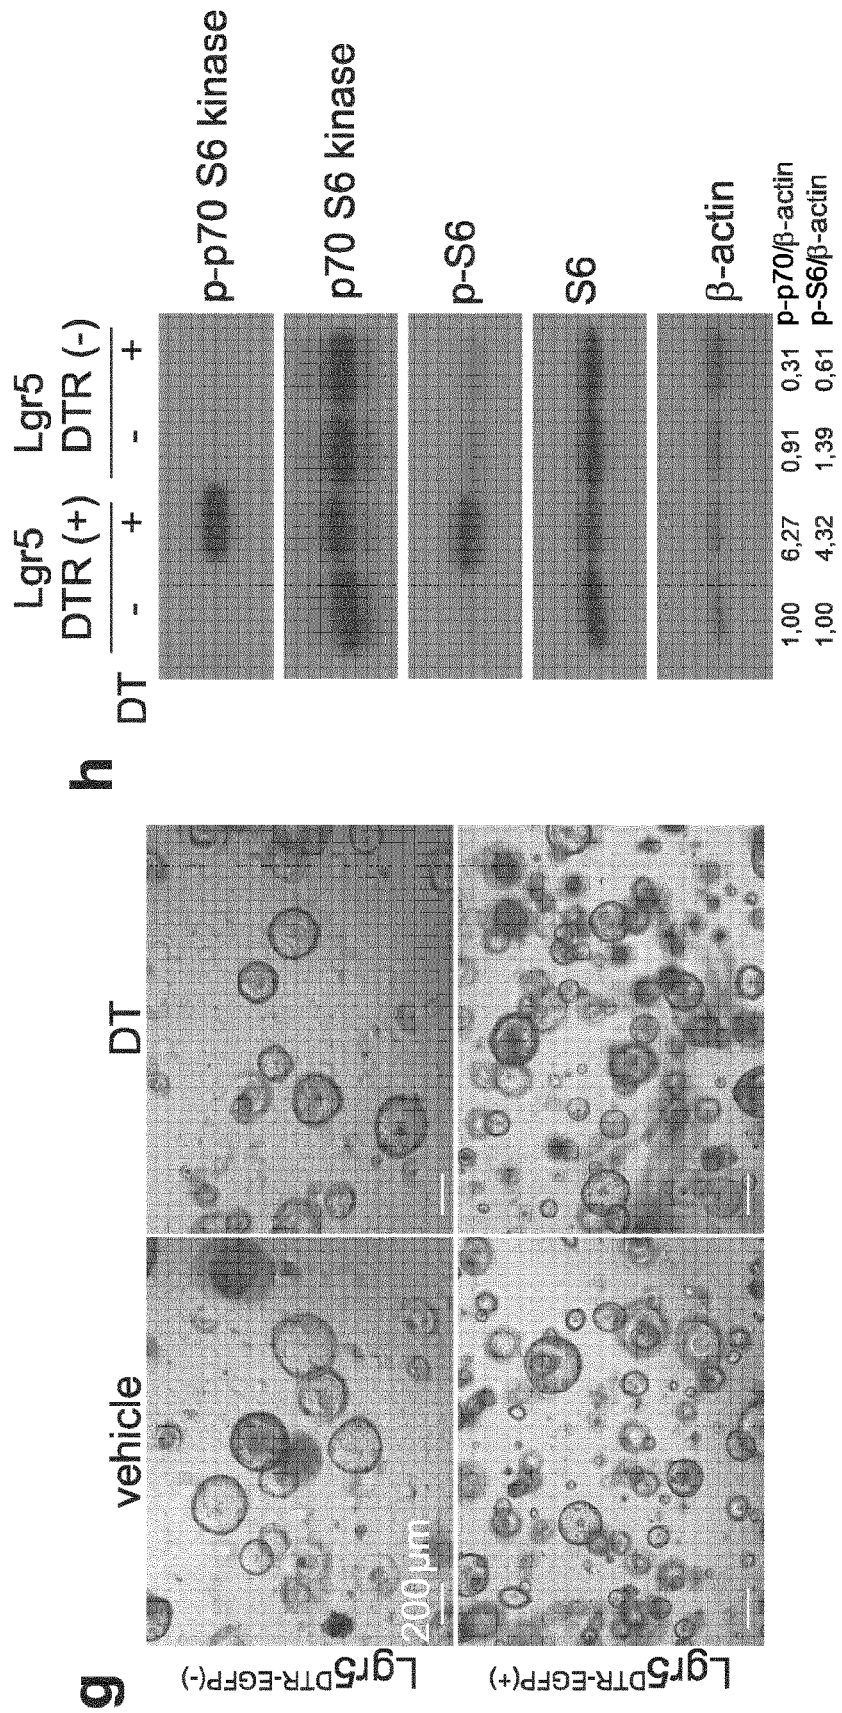 g
vehicle
DT
Lgr5DTR-EGFP(-)
200 µm
Lgr5DTR-EGFP(+)
h
Lgr5 Lgr5
DTR (+) DTR (-)
DT - + - +
p-p70 S6 kinase
p70 S6 kinase
p-S6
S6
β-actin
1,00 6,27 0,91 0,31 p-p70/β-actin
1,00 4,32 1,39 0,61 p-S6/β-actin